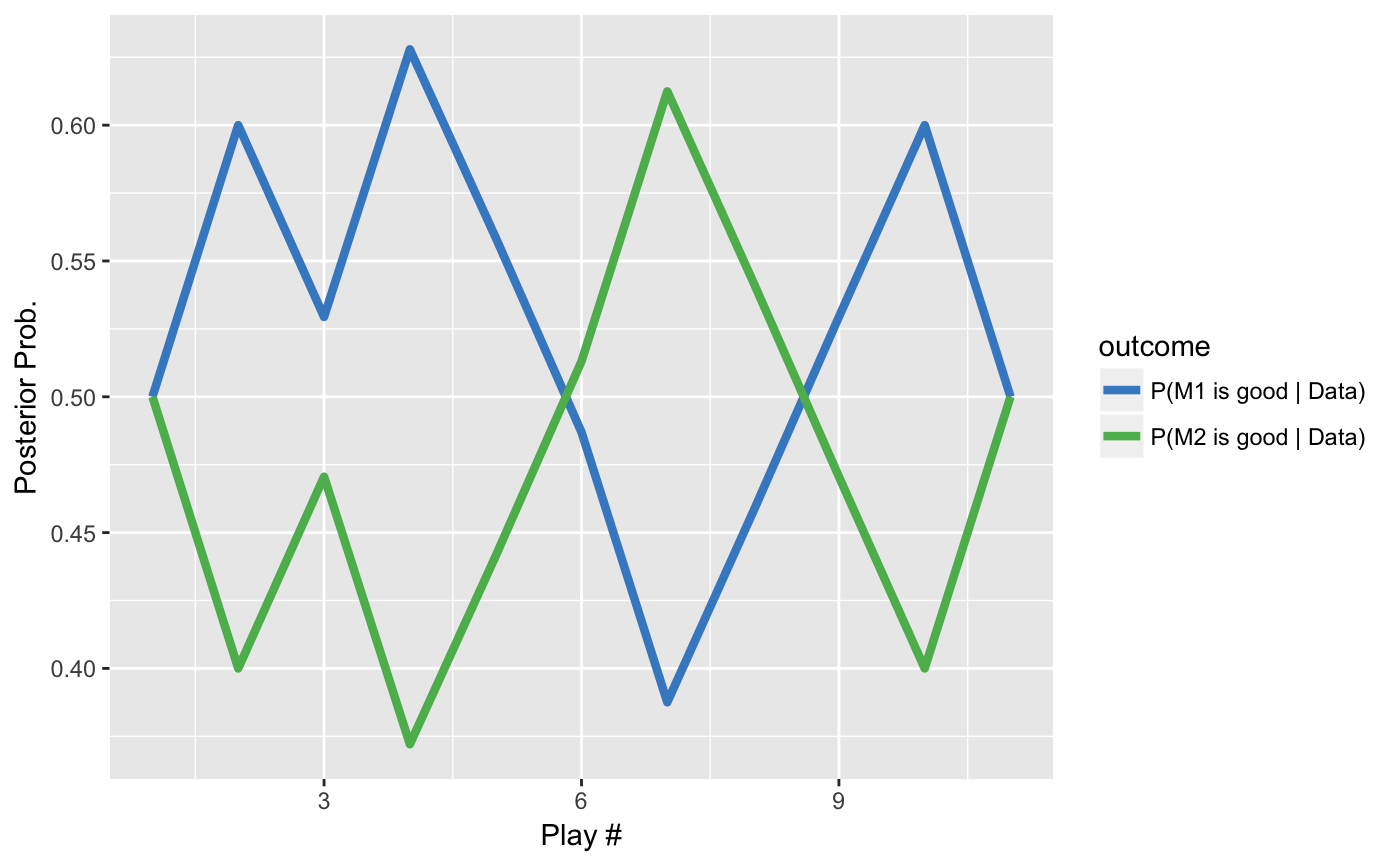 0.60
0.55
0.50
0.45
0.40
Posterior Prob.
3
6
9
Play #
outcome
P(M1 is good | Data)
P(M2 is good | Data)